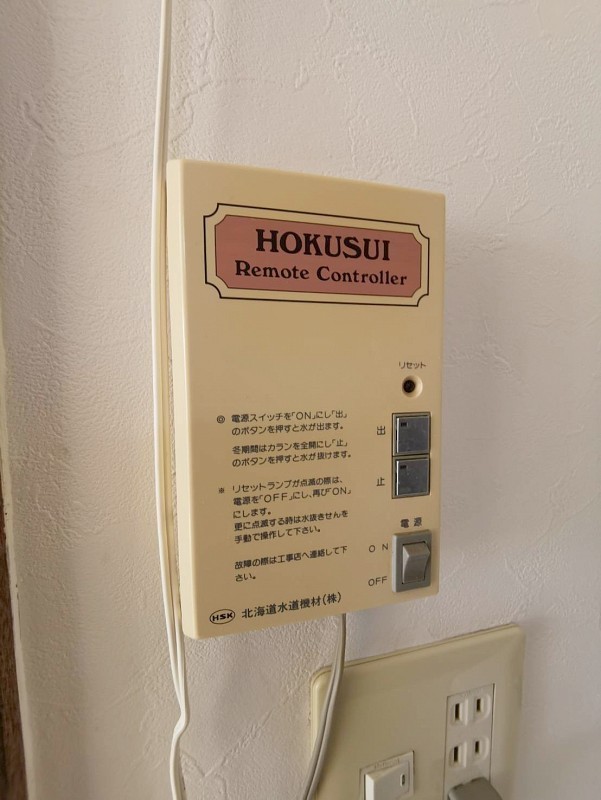 HOKUSUI
Remote Controller
リセット
◎ 電源スイッチを「ON」にし「出」
のボタンを押すと水が出ます。
冬期間はカランを全開にし「止」
のボタンを押すと水が抜けます。
出
止
※ リセットランプが点滅の際は、
電源を「OFF」にし、再び「ON」
にします。
更に点滅する時は水抜きせんを
手動で操作して下さい。
故障の際は工事店へ連絡して下
さい。
電源
ON
OFF
HSK 北海道水道機材(株)